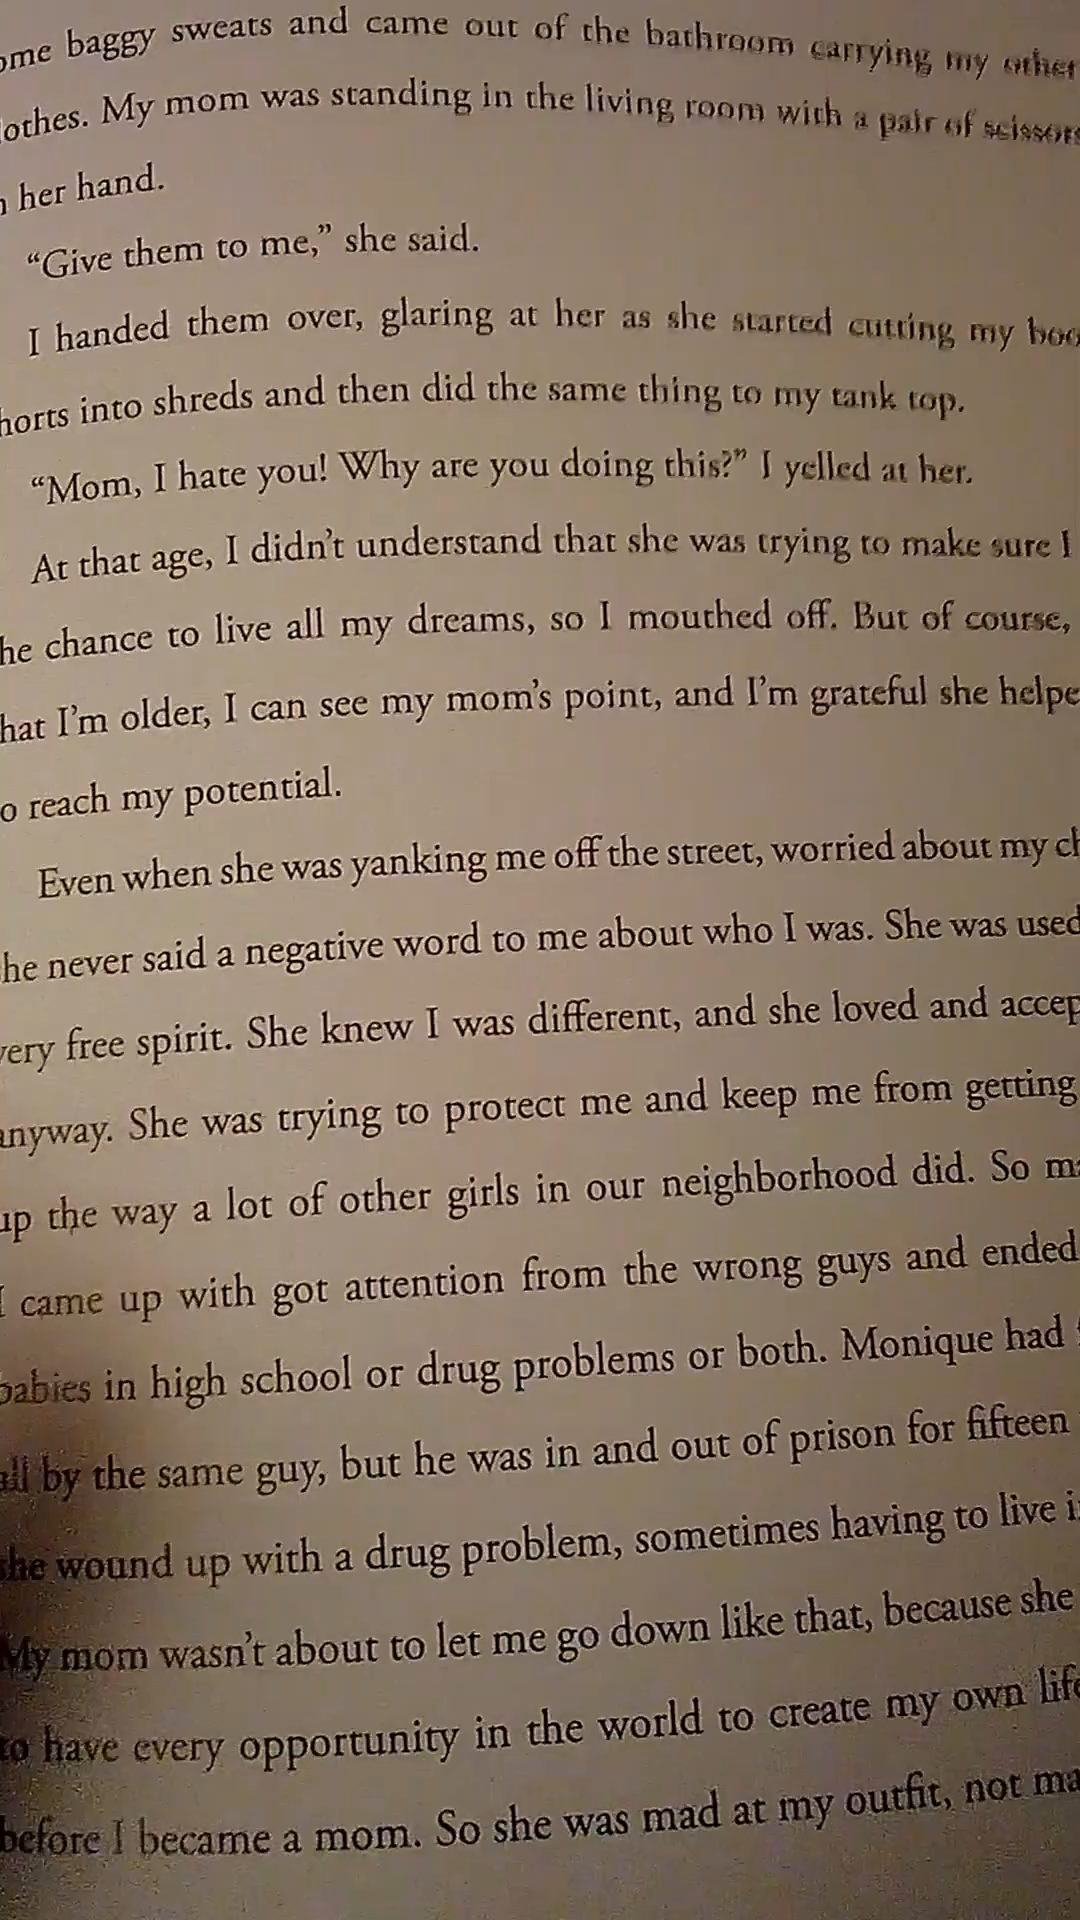 baggy sweats and came out of the bathroom carrying my other
othes. My mom was standing in the living room with a pair of scissors
her hand.
“Give them to me,” she said.
I handed them over, glaring at her as she started cutting my boo
horts into shreds and then did the same thing to my tank top.
“Mom, I hate you! Why are you doing this?” I yelled at her.
At that age, I didn’t understand that she was trying to make sure I
he chance to live all my dreams, so I mouthed off. But of course,
hat I’m older, I can see my mom’s point, and I’m grateful she helpe
o reach my potential.
Even when she was yanking me off the street, worried about my ch
he never said a negative word to me about who I was. She was used
very free spirit. She knew I was different, and she loved and accep
anyway. She was trying to protect me and keep me from getting
up the way a lot of other girls in our neighborhood did. So ma
I came up with got attention from the wrong guys and ended
babies in high school or drug problems or both. Monique had
all by the same guy, but he was in and out of prison for fifteen
she wound up with a drug problem, sometimes having to live i
My mom wasn’t about to let me go down like that, because she
to have every opportunity in the world to create my own life
before I became a mom. So she was mad at my outfit, not ma